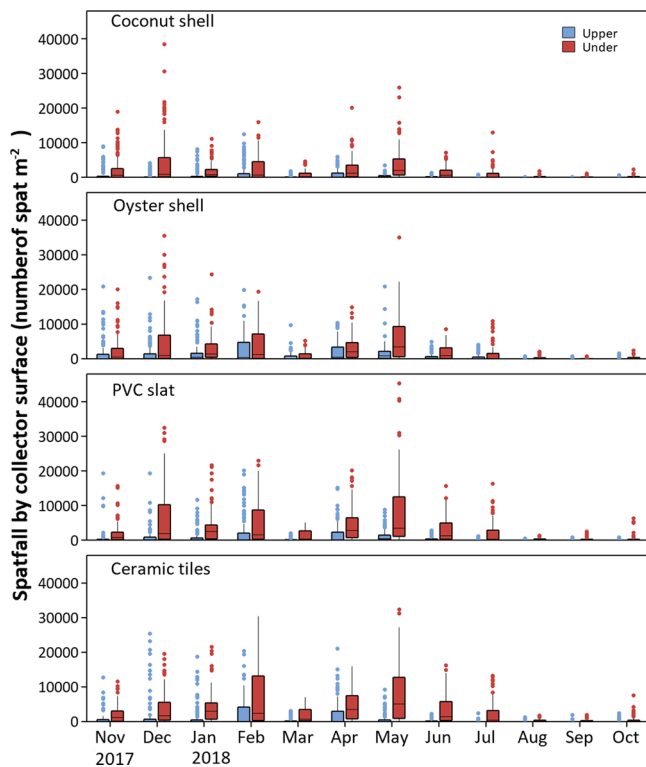 Coconut shell
Upper
Under
40000
30000
20000
10000
0
Oyster shell
40000
30000
20000
10000
0
PVC slat
40000
30000
20000
10000
0
Ceramic tiles
40000
30000
20000
10000
0
Spatfall by collector surface (numberof spat m⁻² )
Nov Dec Jan Feb Mar Apr May Jun Jul Aug Sep Oct
2017 2018